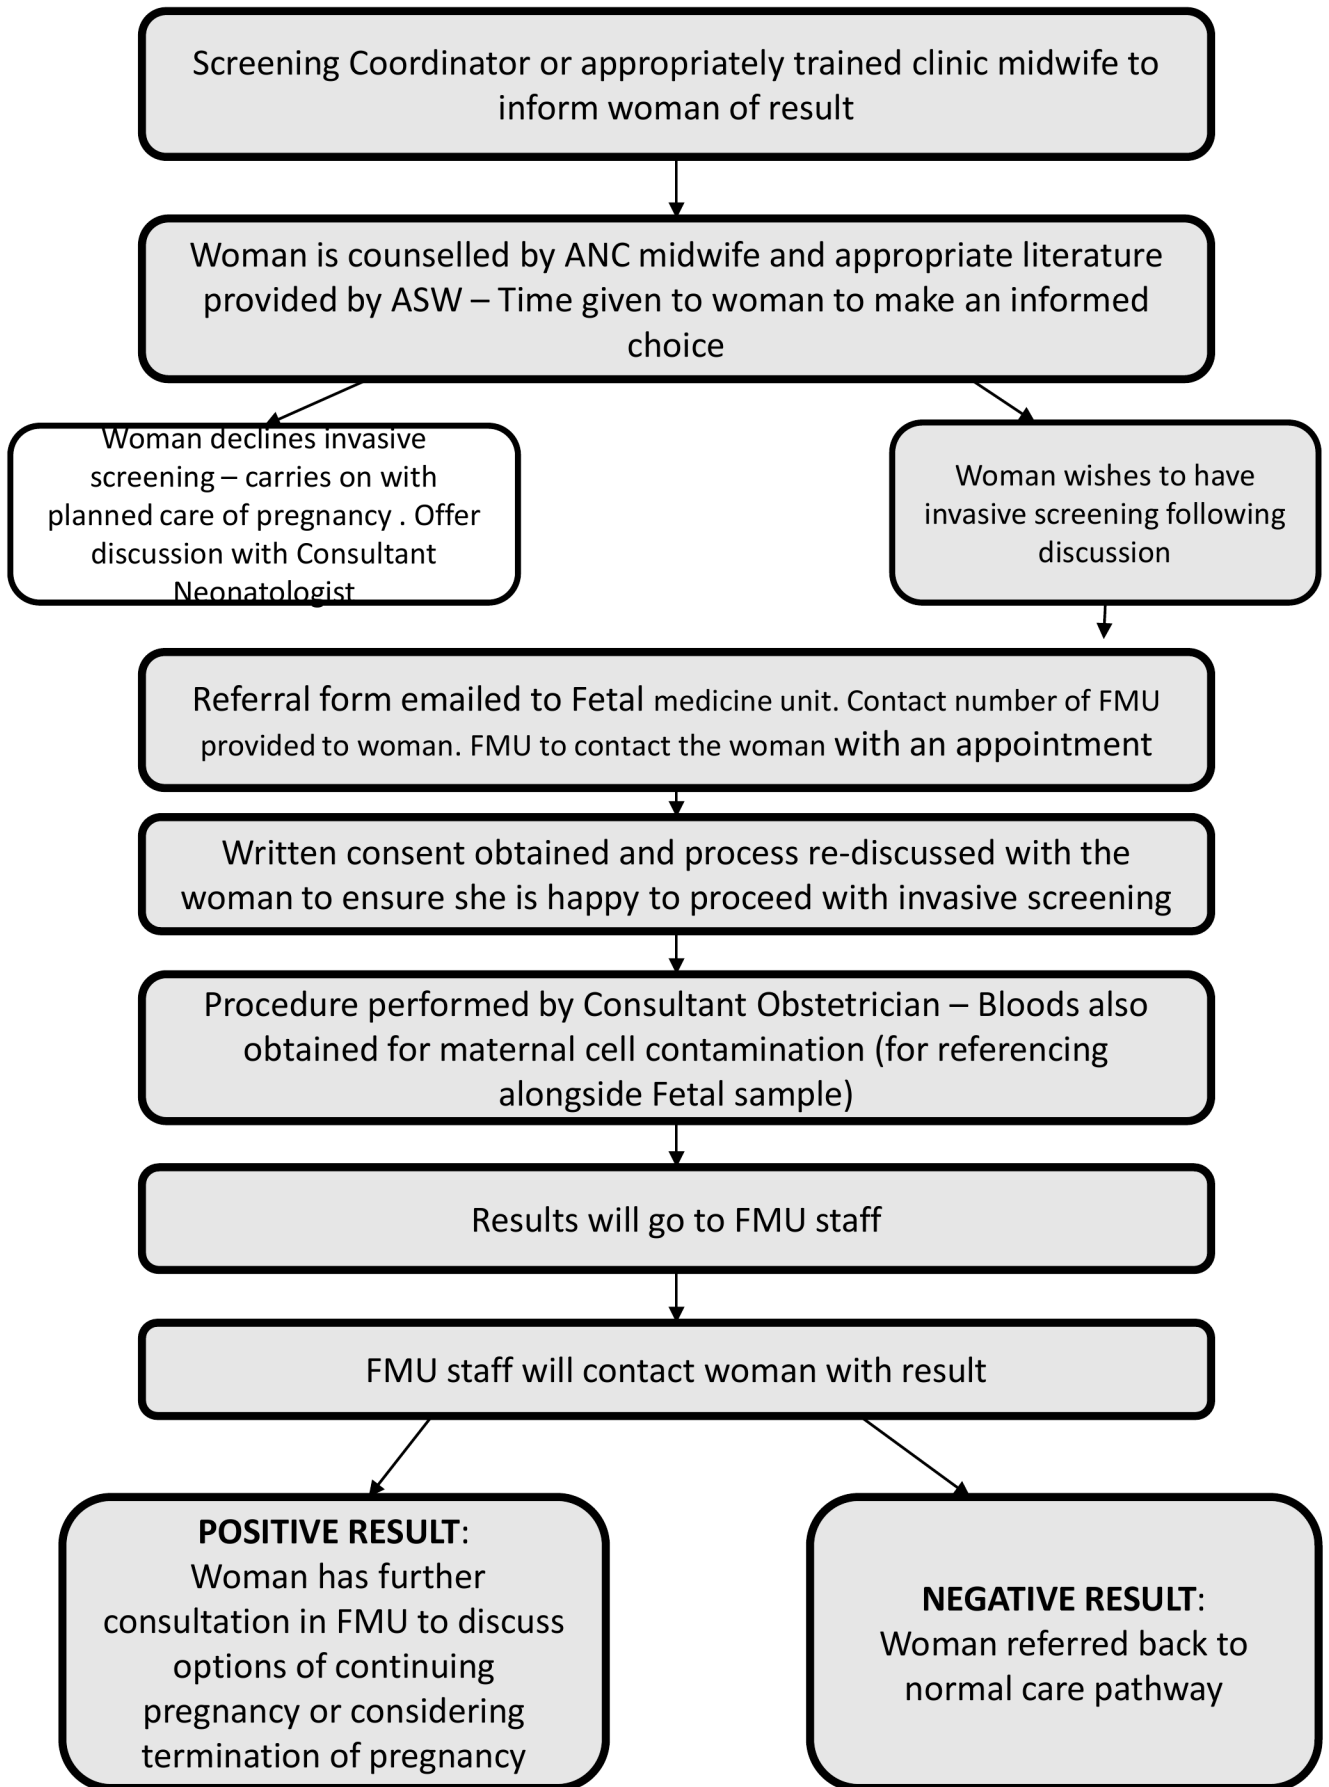 Screening Coordinator or appropriately trained clinic midwife to
inform woman of result
Woman is counselled by ANC midwife and appropriate literature
provided by ASW – Time given to woman to make an informed
choice
Woman declines invasive
screening – carries on with
planned care of pregnancy . Offer
discussion with Consultant
Neonatologist
Woman wishes to have
invasive screening following
discussion
Referral form emailed to Fetal medicine unit. Contact number of FMU
provided to woman. FMU to contact the woman with an appointment
Written consent obtained and process re-discussed with the
woman to ensure she is happy to proceed with invasive screening
Procedure performed by Consultant Obstetrician – Bloods also
obtained for maternal cell contamination (for referencing
alongside Fetal sample)
Results will go to FMU staff
FMU staff will contact woman with result
POSITIVE RESULT:
Woman has further
consultation in FMU to discuss
options of continuing
pregnancy or considering
termination of pregnancy
NEGATIVE RESULT:
Woman referred back to
normal care pathway